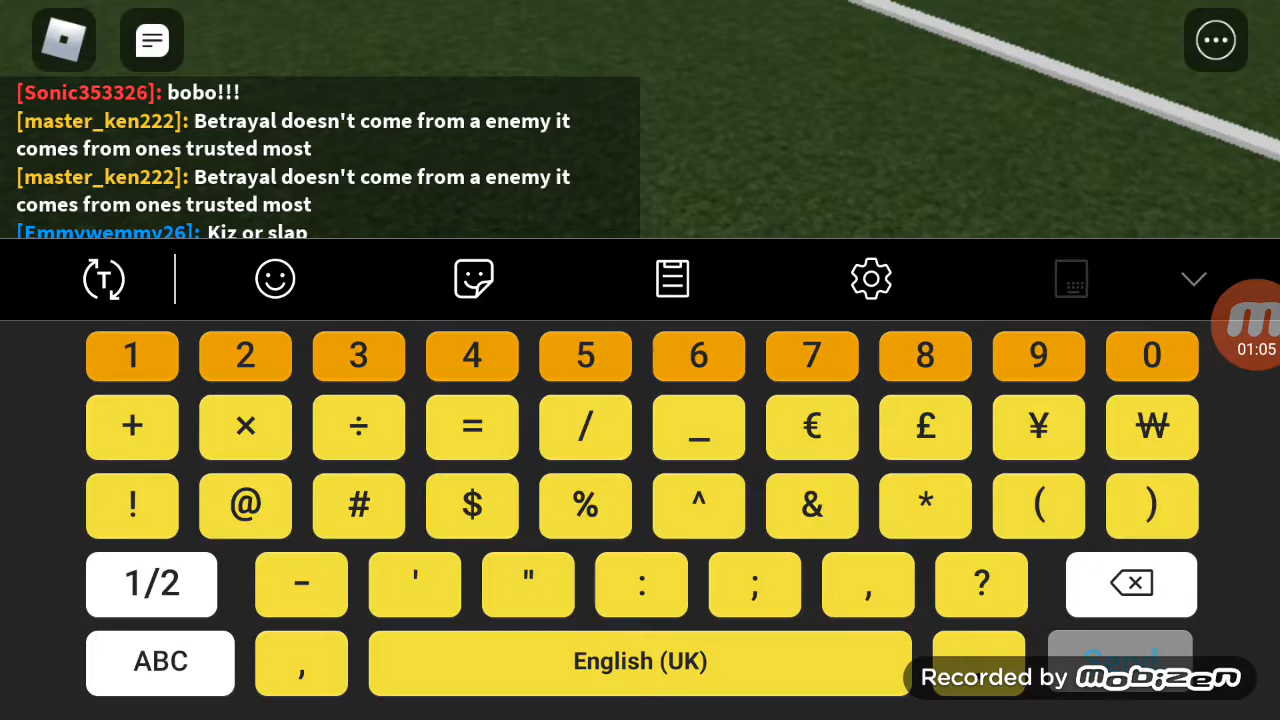 [Sonic353326]: bobo!!!
[master_ken222]: Betrayal doesn't come from a enemy it
comes from ones trusted most
[master_ken222]: Betrayal doesn't come from a enemy it
comes from ones trusted most
[Emmywemmy26]: Kiz or slap
T
01:05
1 2 3 4 5 6 7 8 9 0
+ × ÷ = / _ € £ ¥ ₩
! @ # $ % ^ & * ( )
1/2 - ' " : ; , ?
ABC , English (UK) Send
Recorded by mobizen